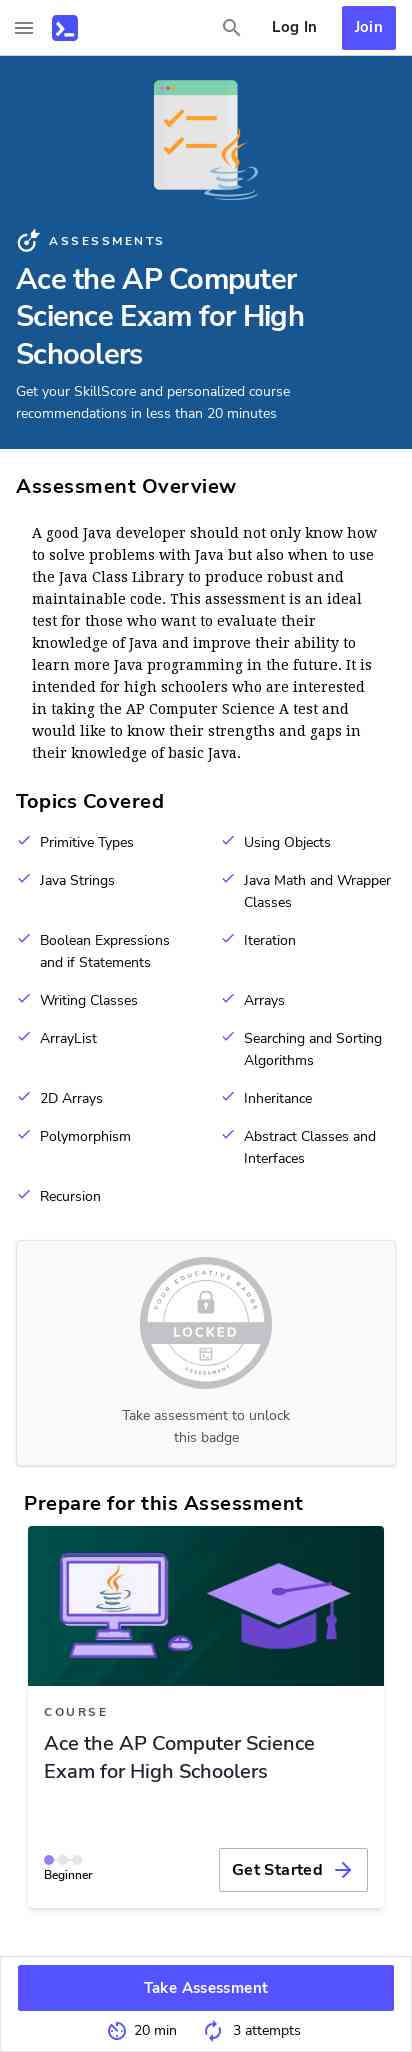 Log In
Join
ASSESSMENTS
Ace the AP Computer
Science Exam for High
Schoolers
Get your SkillScore and personalized course
recommendations in less than 20 minutes
Assessment Overview
A good Java developer should not only know how
to solve problems with Java but also when to use
the Java Class Library to produce robust and
maintainable code. This assessment is an ideal
test for those who want to evaluate their
knowledge of Java and improve their ability to
learn more Java programming in the future. It is
intended for high schoolers who are interested
in taking the AP Computer Science A test and
would like to know their strengths and gaps in
their knowledge of basic Java.
Topics Covered
Primitive Types
Using Objects
Java Strings
Java Math and Wrapper
Classes
Boolean Expressions
and if Statements
Iteration
Writing Classes
Arrays
ArrayList
Searching and Sorting
Algorithms
2D Arrays
Inheritance
Polymorphism
Abstract Classes and
Interfaces
Recursion
YOUR EDUCATIVE BADGE
LOCKED
ASSESSMENT
Take assessment to unlock
this badge
Prepare for this Assessment
COURSE
Ace the AP Computer Science
Exam for High Schoolers
Beginner
Get Started
Take Assessment
20 min
3 attempts